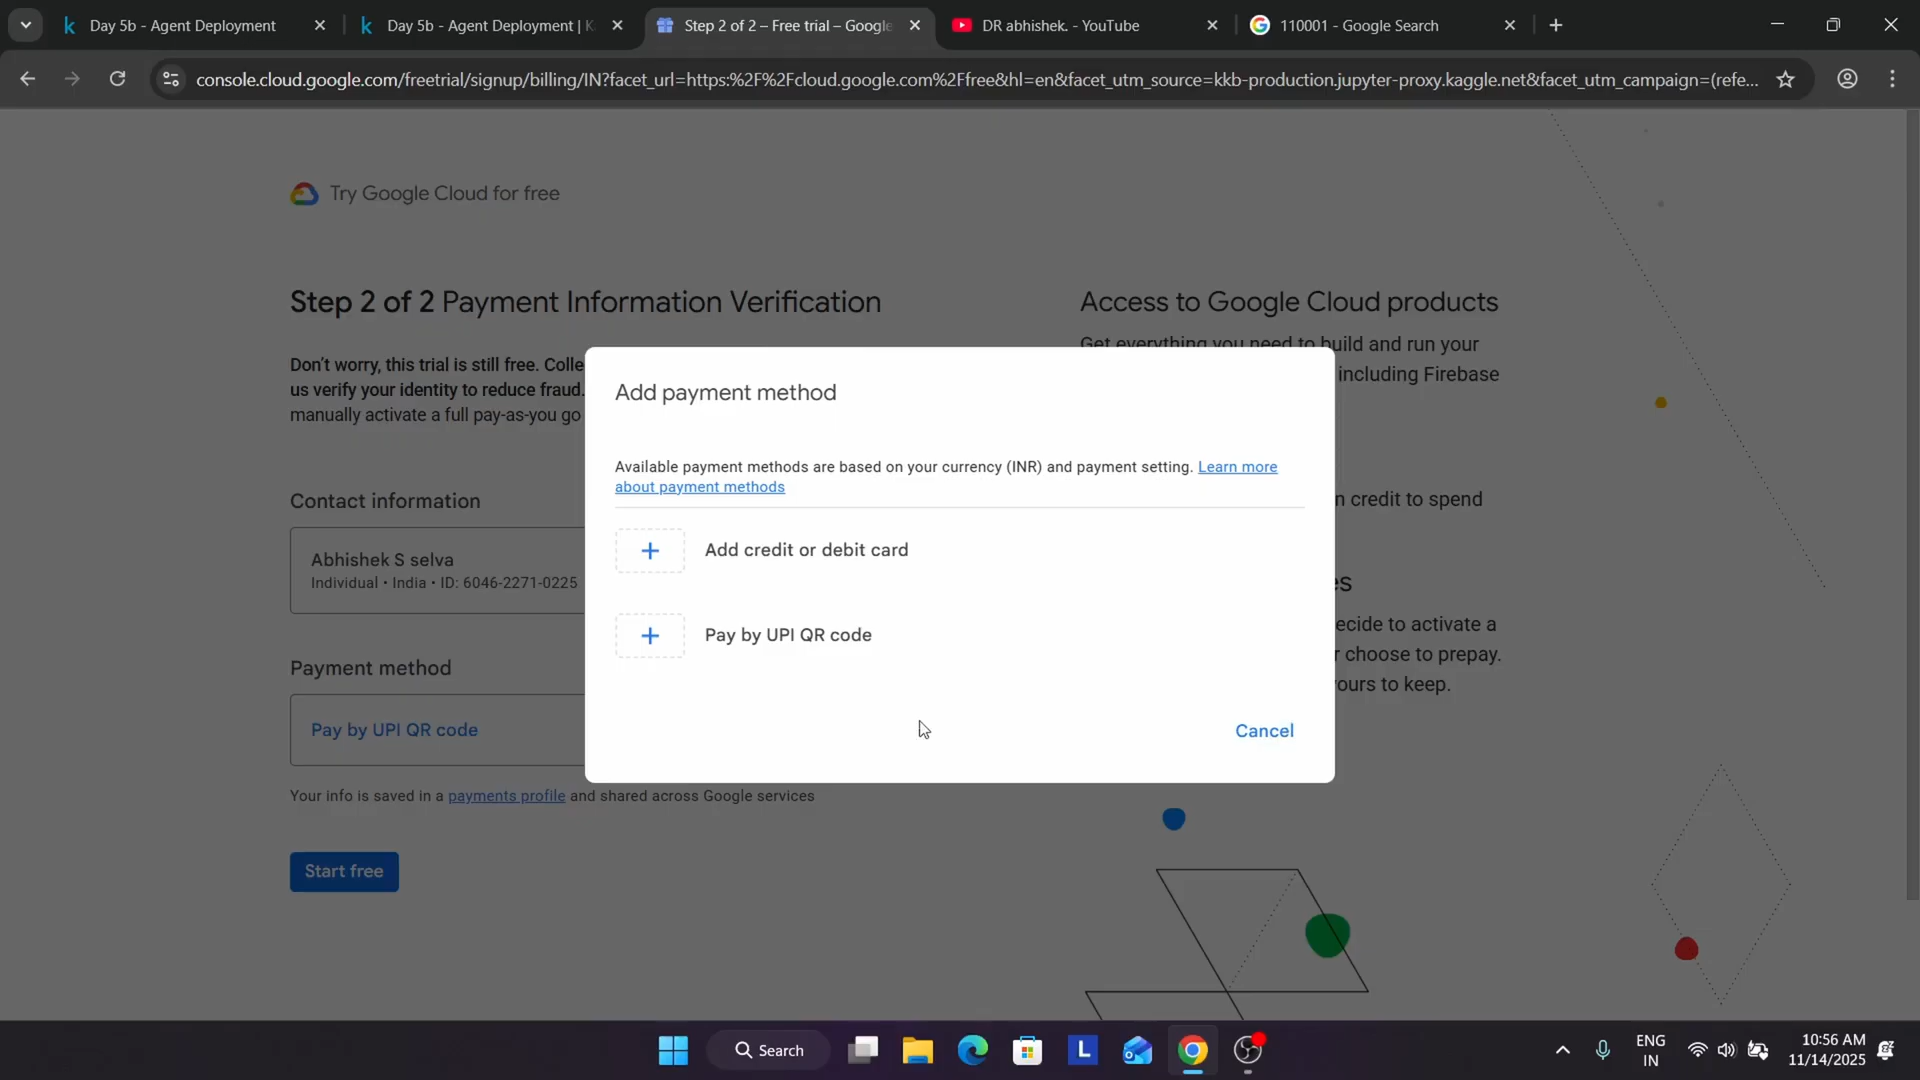 Day 5b - Agent Deployment
Day 5b - Agent Deployment | K
Step 2 of 2 – Free trial – Google
DR abhishek. - YouTube
110001 - Google Search
console.cloud.google.com/freetrial/signup/billing/IN?facet_url=https:%2F%2Fcloud.google.com%2Ffree&hl=en&facet_utm_source=kkb-production.jupyter-proxy.kaggle.net&facet_utm_campaign=(refe...
Try Google Cloud for free
Step 2 of 2 Payment Information Verification
Don't worry, this trial is still free. Colle
us verify your identity to reduce fraud.
manually activate a full pay-as-you go
Contact information
Abhishek S selva
Individual • India • ID: 6046-2271-0225
Payment method
Pay by UPI QR code
Your info is saved in a payments profile and shared across Google services
Start free
Access to Google Cloud products
Get everything you need to build and run your
including Firebase
n credit to spend
es
ecide to activate a
r choose to prepay.
ours to keep.
Add payment method
Available payment methods are based on your currency (INR) and payment setting. Learn more
about payment methods
+ Add credit or debit card
+ Pay by UPI QR code
Cancel
Search
L
ENG
IN
10:56 AM
11/14/2025